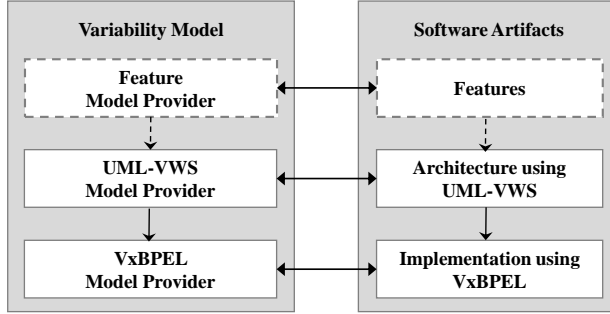 Variability Model
Feature
Model Provider
UML-VWS
Model Provider
VxBPEL
Model Provider
Software Artifacts
Features
Architecture using
UML-VWS
Implementation using
VxBPEL